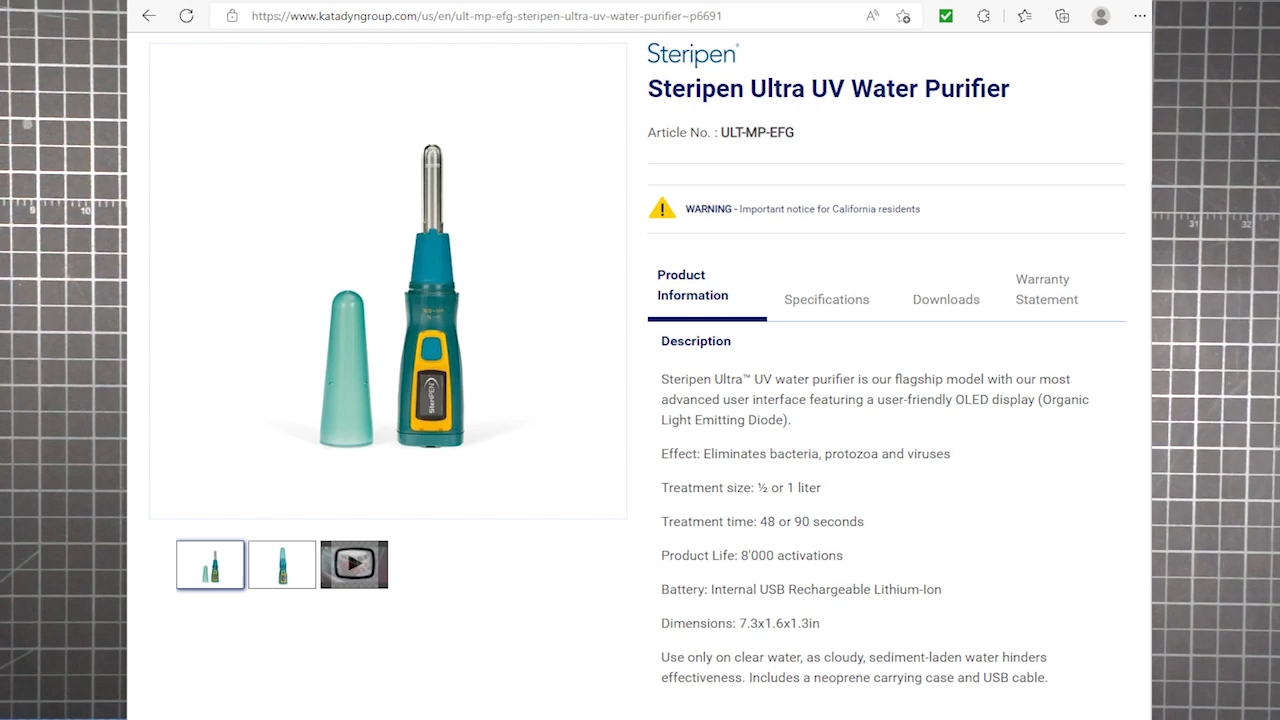 https://www.katadyngroup.com/us/en/ult-mp-efg-steripen-ultra-uv-water-purifier~p6691
Steripen
Steripen Ultra UV Water Purifier
Article No. : ULT-MP-EFG
WARNING - Important notice for California residents
Product
Information
Specifications
Downloads
Warranty
Statement
Description
Steripen Ultra™ UV water purifier is our flagship model with our most
advanced user interface featuring a user-friendly OLED display (Organic
Light Emitting Diode).
Effect: Eliminates bacteria, protozoa and viruses
Treatment size: ½ or 1 liter
Treatment time: 48 or 90 seconds
Product Life: 8'000 activations
Battery: Internal USB Rechargeable Lithium-Ion
Dimensions: 7.3x1.6x1.3in
Use only on clear water, as cloudy, sediment-laden water hinders
effectiveness. Includes a neoprene carrying case and USB cable.
SteriPEN
9
10
31
32